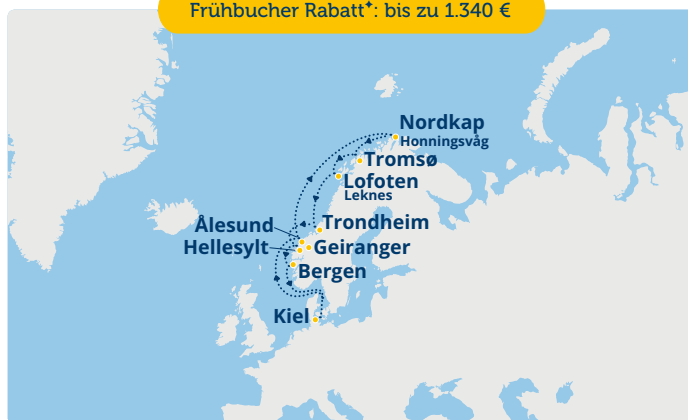 Frühbucher Rabatt✦: bis zu 1.340 €
Nordkap
Honningsvåg
Tromsø
Lofoten
Leknes
Trondheim
Ålesund
Hellesylt
Geiranger
Bergen
Kiel